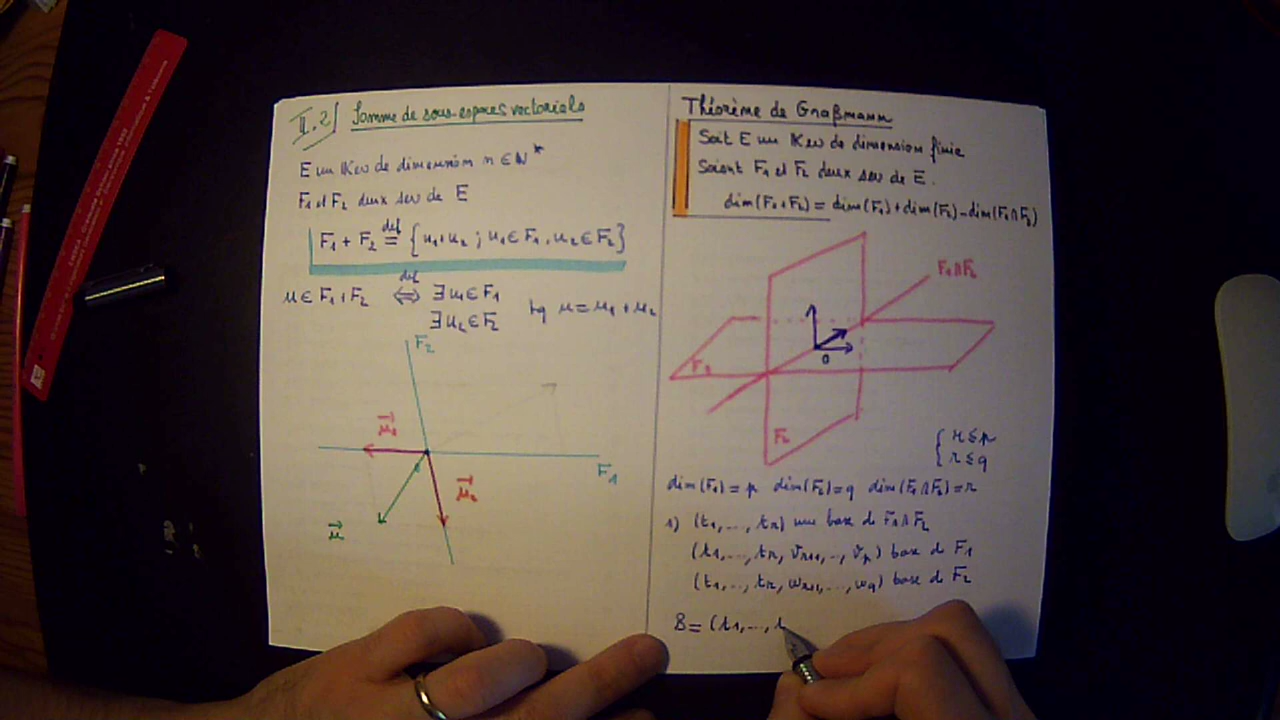 II.2/ Somme de sous-espaces vectoriels
E un Kev de dimension n ∈ N*
F1 et F2 deux sev de E
F1 + F2 def= {u1+u2 ; u1 ∈ F1, u2 ∈ F2}
u ∈ F1+F2 def⟺ ∃ u1 ∈ F1
∃ u2 ∈ F2 tq u = u1 + u2
F2
u1
F1
u2
u
Théorème de Graßmann
Soit E un Kev de dimension finie
Soient F1 et F2 deux sev de E.
dim(F1+F2) = dim(F1)+dim(F2)-dim(F1∩F2)
F1∩F2
F1
0
F2
{ r ≤ p
r ≤ q
dim(F1)=p dim(F2)=q dim(F1∩F2)=r
1) (t1,...,tr) une base de F1∩F2
(t1,...,tr, vr+1,..., vp) base de F1
(t1,..., tr, wr+1,..., wq) base de F2
B = (t1,...,t